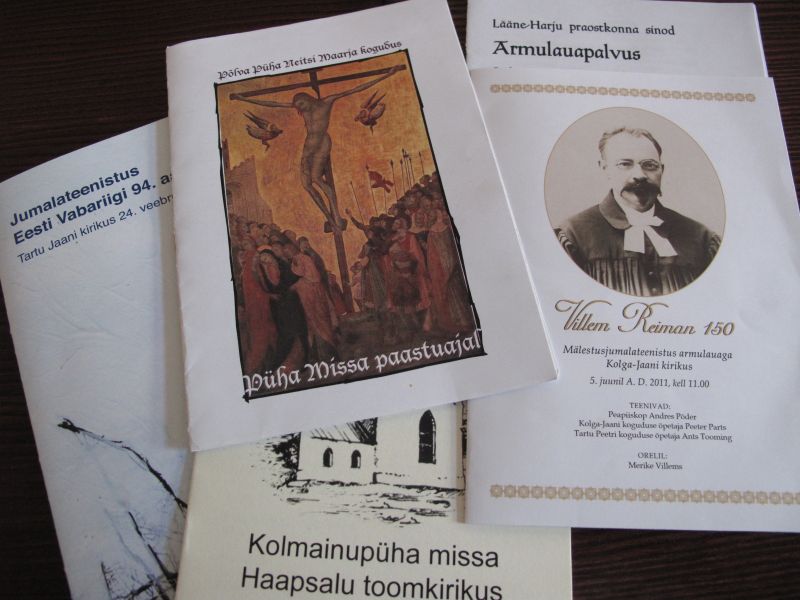 Põlva Püha Neitsi Maarja kogudus
Püha Missa paastuajal
Lääne-Harju praostkonna sinod
Armulauapalvus
Jumalateenistus
Eesti Vabariigi 94.
Tartu Jaani kirikus 24.
Villem Reiman 150
Mälestusjumalateenistus armulauaga
Kolga-Jaani kirikus
5. juunil A. D. 2011, kell 11.00
TEENIVAD:
Peapiiskop Andres Põder
Kolga-Jaani koguduse õpetaja Peeter Parts
Tartu Peetri koguduse õpetaja Ants Tooming
ORELIL:
Merike Villems
Kolmainupüha missa
Haapsalu toomkirikus